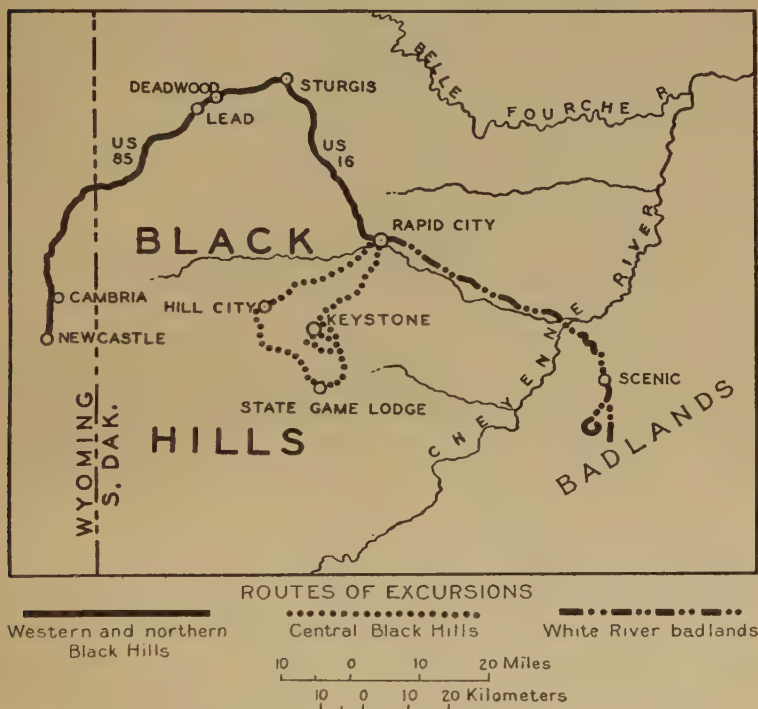 BELLE
FOURCHE R.
DEADWOOD
STURGIS
LEAD
US
85
US
16
RAPID CITY
BLACK
CHEYENNE RIVER
CAMBRIA
HILL CITY
KEYSTONE
NEWCASTLE
SCENIC
STATE GAME LODGE
HILLS
BADLANDS
WYOMING
S. DAK.
ROUTES OF EXCURSIONS
Western and northern
Black Hills
Central Black Hills
White River badlands
10 0 10 20 Miles
10 0 10 20 Kilometers